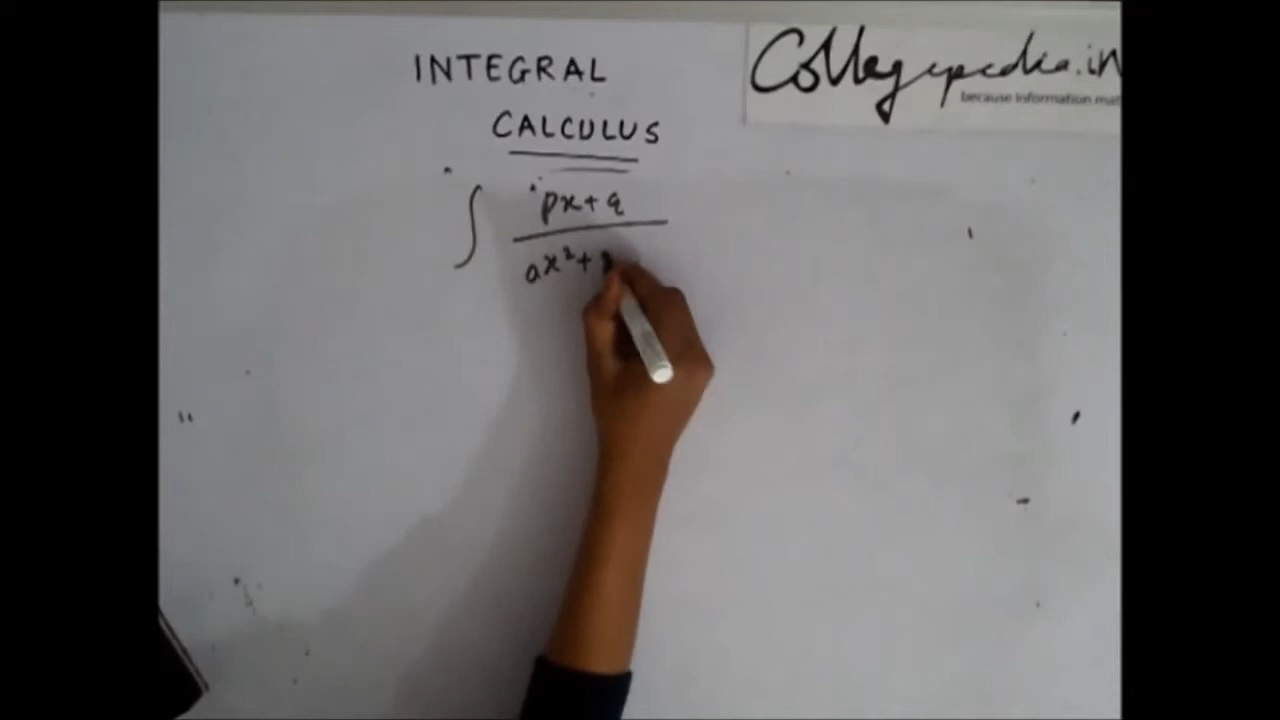 INTEGRAL
CALCULUS
Collegepedia.in
because information mat
∫ px+q
ax²+